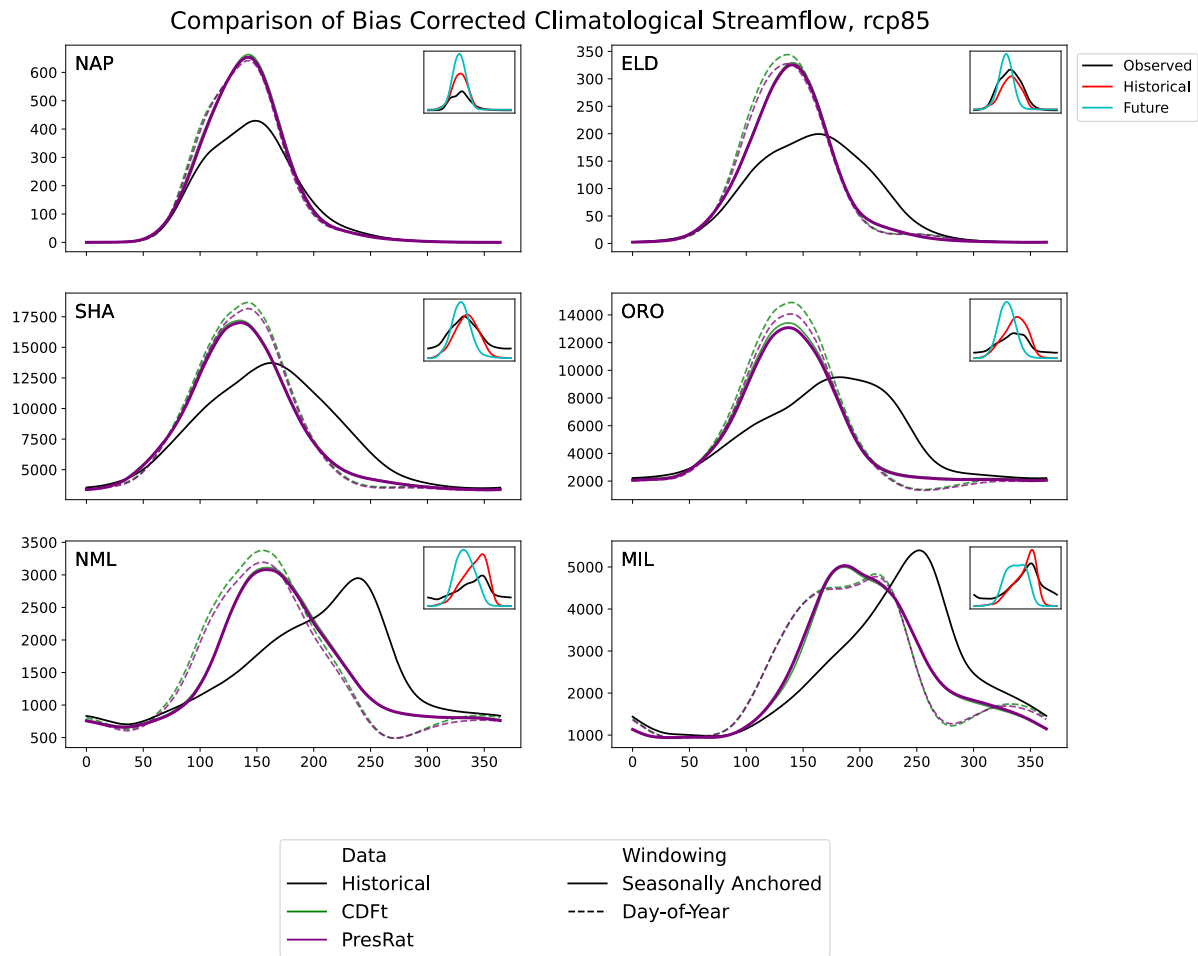 Comparison of Bias Corrected Climatological Streamflow, rcp85
NAP
600
500
400
300
200
100
0
ELD
350
300
250
200
150
100
50
0
Observed
Historical
Future
SHA
17500
15000
12500
10000
7500
5000
ORO
14000
12000
10000
8000
6000
4000
2000
NML
3500
3000
2500
2000
1500
1000
500
0 50 100 150 200 250 300 350
MIL
5000
4000
3000
2000
1000
0 50 100 150 200 250 300 350
Data Windowing
Historical Seasonally Anchored
CDFt Day-of-Year
PresRat